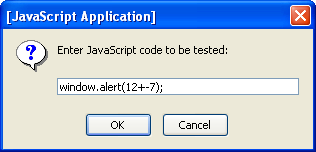 [JavaScript Application]
Enter JavaScript code to be tested:
window.alert(12+-7);
OK
Cancel